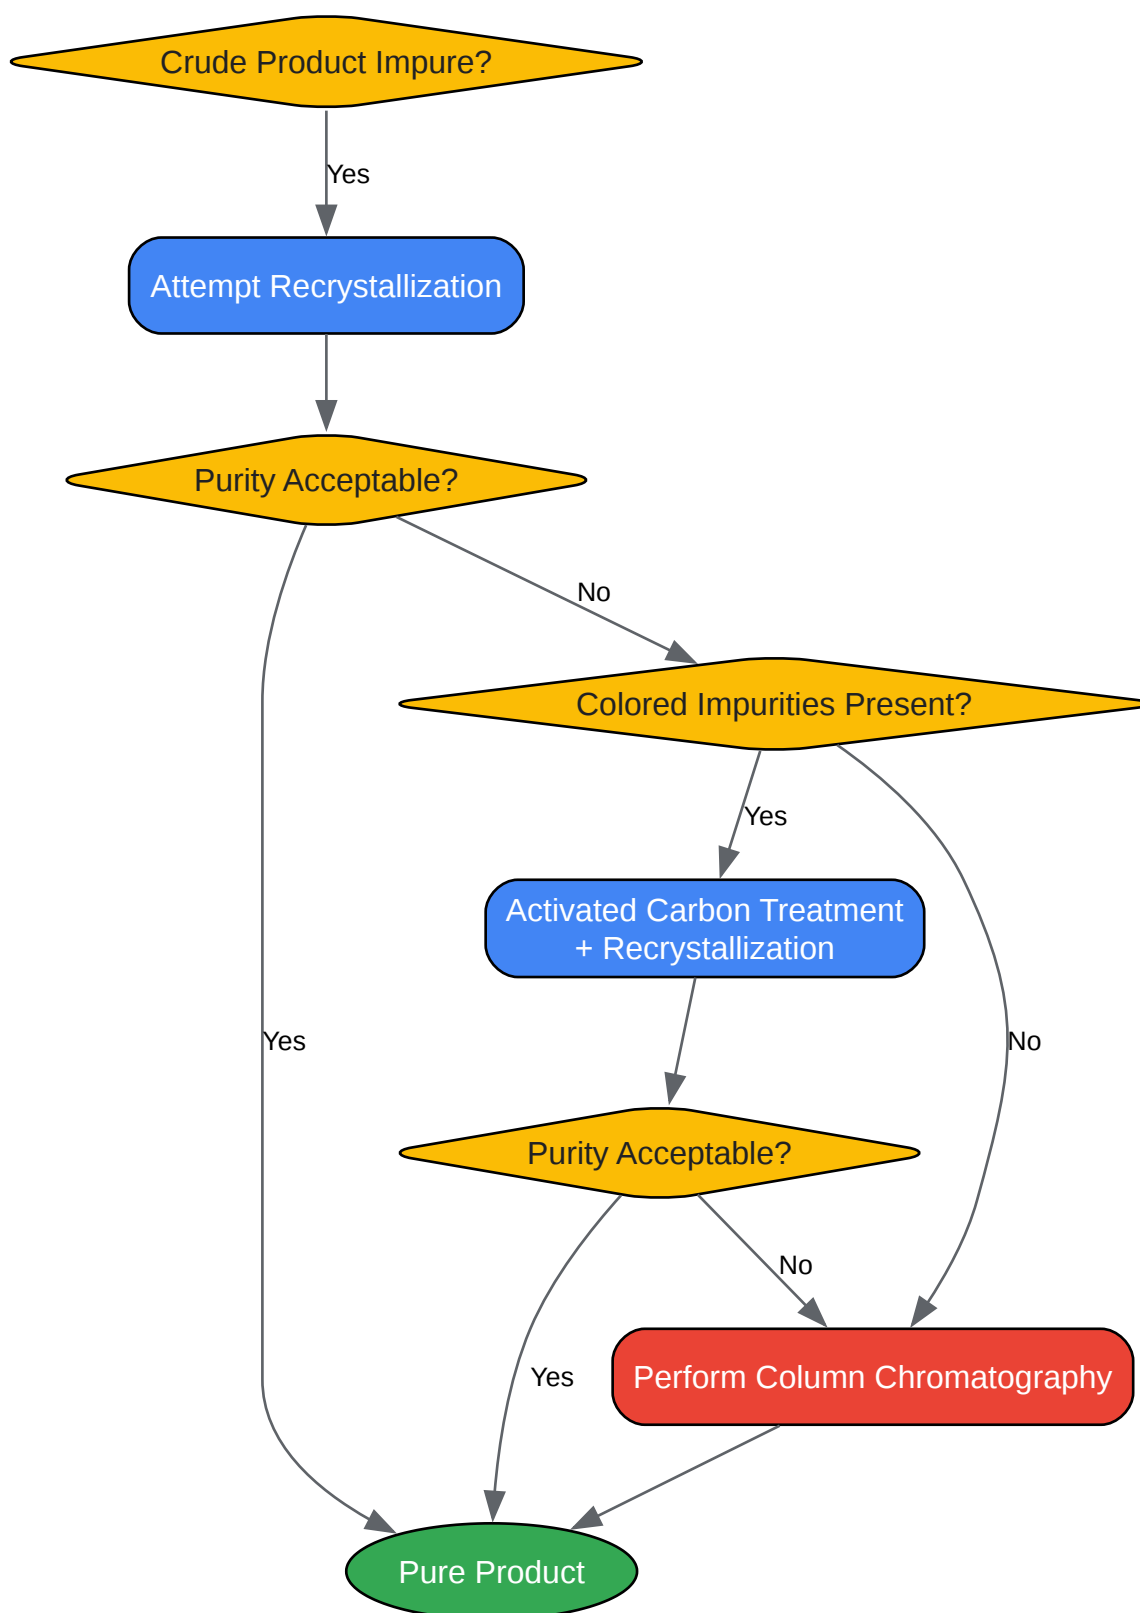 Crude Product Impure?
Yes
Attempt Recrystallization
Purity Acceptable?
No
Colored Impurities Present?
Yes
Activated Carbon Treatment
+ Recrystallization
Yes
No
Purity Acceptable?
No
Yes
Perform Column Chromatography
Pure Product